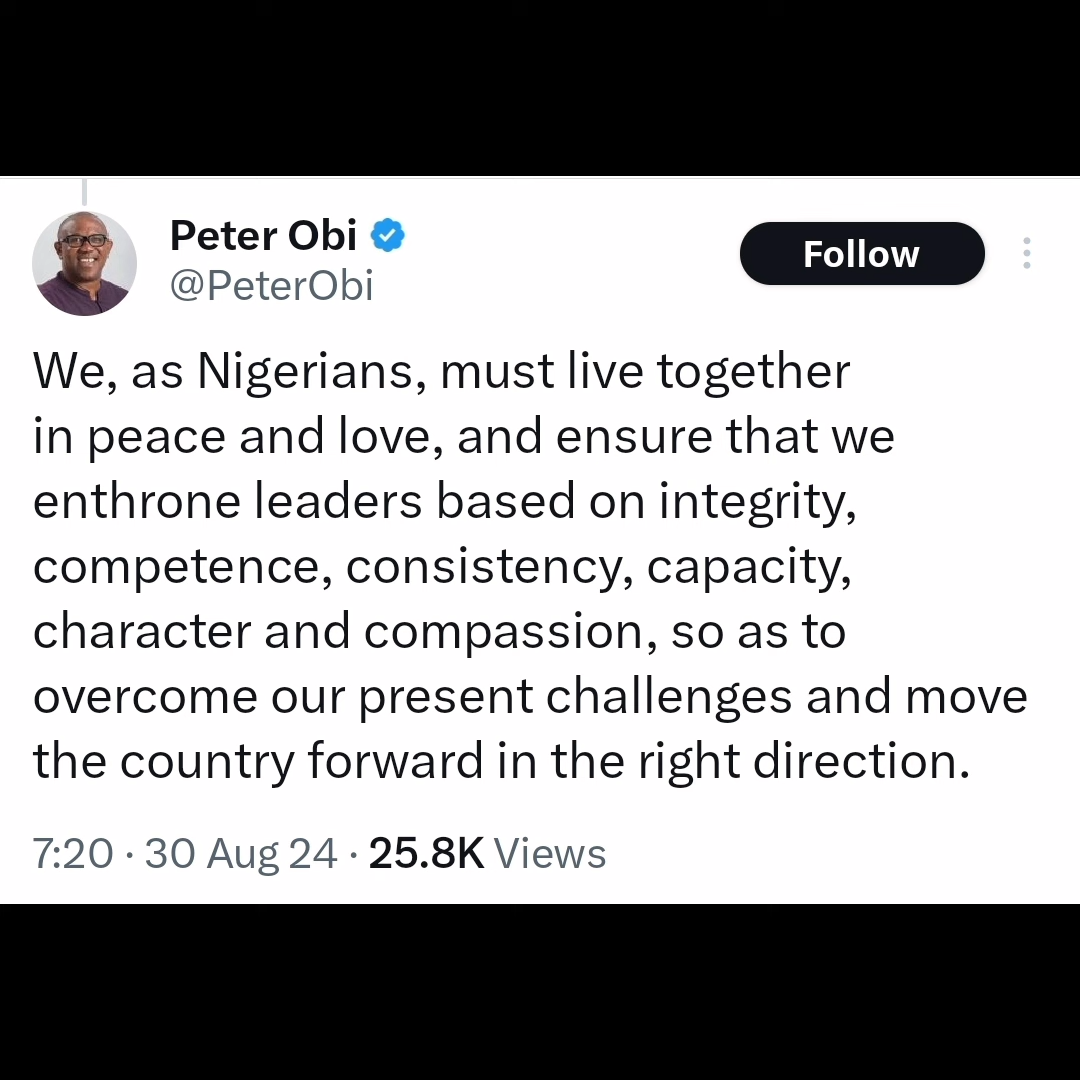 Peter Obi
@PeterObi
Follow
We, as Nigerians, must live together
in peace and love, and ensure that we
enthrone leaders based on integrity,
competence, consistency, capacity,
character and compassion, so as to
overcome our present challenges and move
the country forward in the right direction.
7:20 · 30 Aug 24 · 25.8K Views